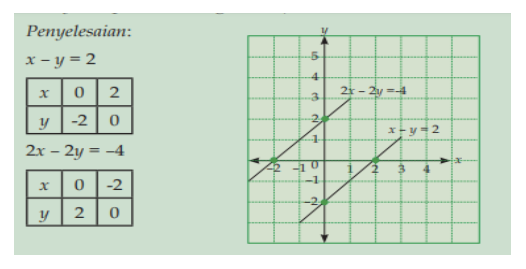 Penyelesaian:
x – y = 2
x 0 2
y -2 0
2x – 2y = –4
x 0 -2
y 2 0
y
5
4
3
2
1
0
–1
–2
–2 –1 1 2 3 4 x
2x – 2y =-4
x – y = 2